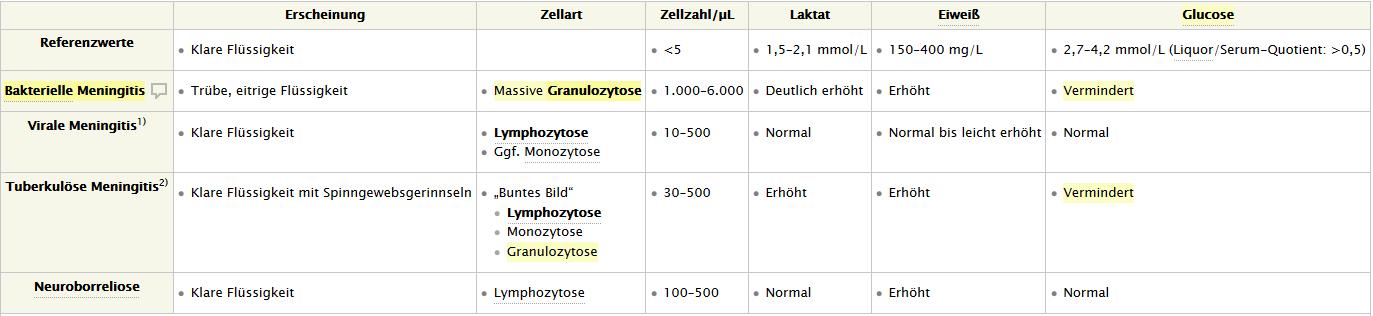 Erscheinung Zellart Zellzahl/µL Laktat Eiweiß Glucose
Referenzwerte • Klare Flüssigkeit • <5 • 1,5–2,1 mmol/L • 150–400 mg/L • 2,7–4,2 mmol/L (Liquor/Serum-Quotient: >0,5)
Bakterielle Meningitis • Trübe, eitrige Flüssigkeit • Massive Granulozytose • 1.000–6.000 • Deutlich erhöht • Erhöht • Vermindert
Virale Meningitis1) • Klare Flüssigkeit • Lymphozytose • 10–500 • Normal • Normal bis leicht erhöht • Normal
• Ggf. Monozytose
Tuberkulöse Meningitis2) • Klare Flüssigkeit mit Spinngewebsgerinnseln • „Buntes Bild“ • 30–500 • Erhöht • Erhöht • Vermindert
• Lymphozytose
• Monozytose
• Granulozytose
Neuroborreliose • Klare Flüssigkeit • Lymphozytose • 100–500 • Normal • Erhöht • Normal